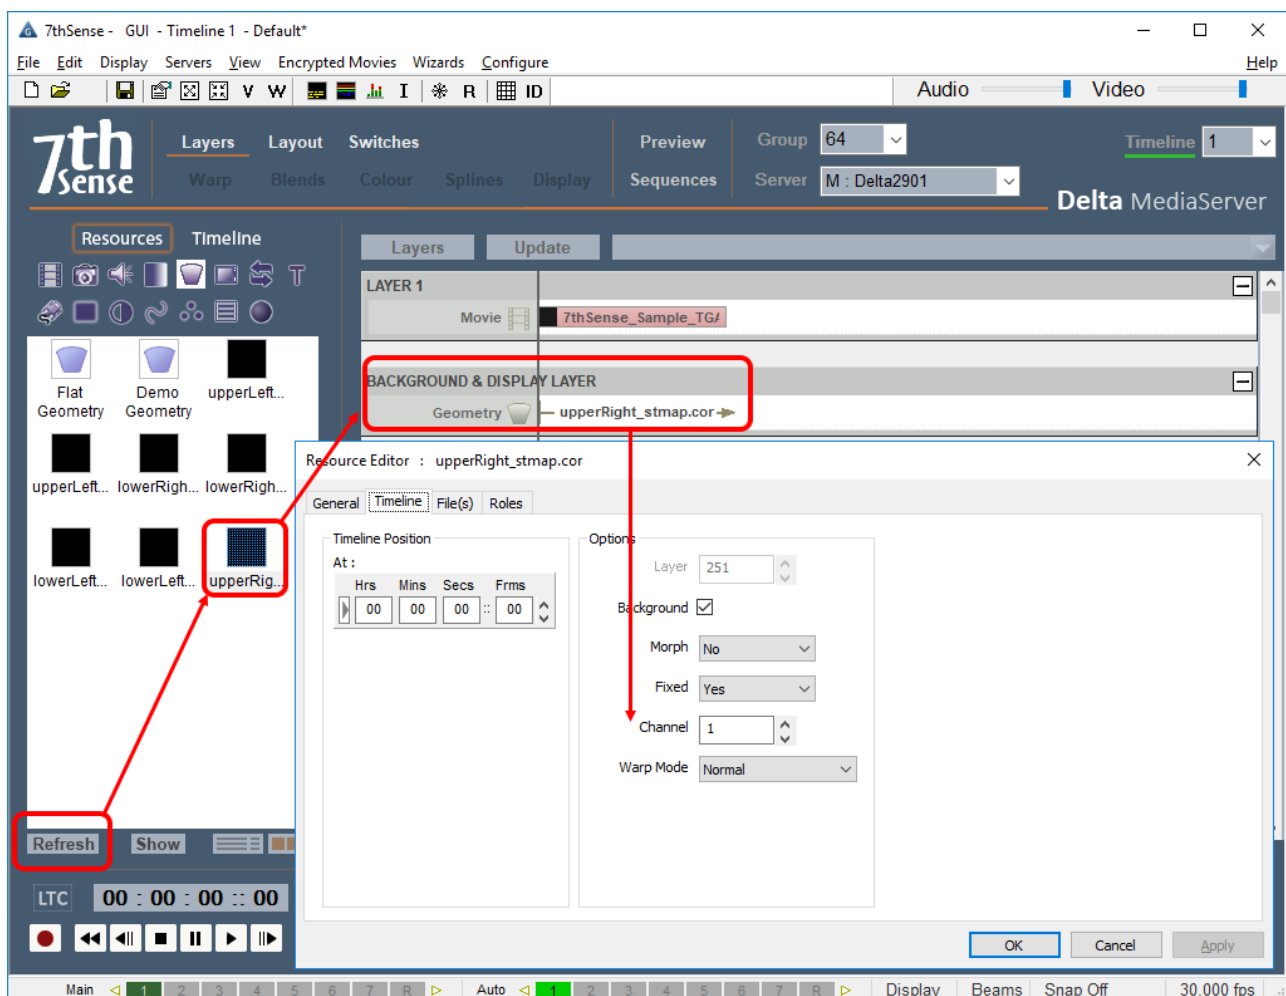 7thSense - GUI - Timeline 1 - Default*
File Edit Display Servers View Encrypted Movies Wizards Configure Help
V W I R ID Audio Video
7th Sense
Layers Layout Switches Preview Group 64 Timeline 1
Warp Blends Colour Splines Display Sequences Server M : Delta2901
Delta MediaServer
Resources Timeline
Layers Update
T
LAYER 1
Movie 7thSense_Sample_TGA
BACKGROUND & DISPLAY LAYER
Geometry upperRight_stmap.cor
Flat Geometry
Demo Geometry
upperLeft...
upperLeft... lowerRigh... lowerRigh...
lowerLeft... lowerLeft... upperRig...
Resource Editor : upperRight_stmap.cor
General Timeline File(s) Roles
Timeline Position
At :
Hrs Mins Secs Frms
00 00 00 :: 00
Options
Layer 251
Background
Morph No
Fixed Yes
Channel 1
Warp Mode Normal
OK Cancel Apply
Refresh Show
LTC 00 : 00 : 00 :: 00
Main 1 2 3 4 5 6 7 R Auto 1 2 3 4 5 6 7 R Display Beams Snap Off 30.000 fps